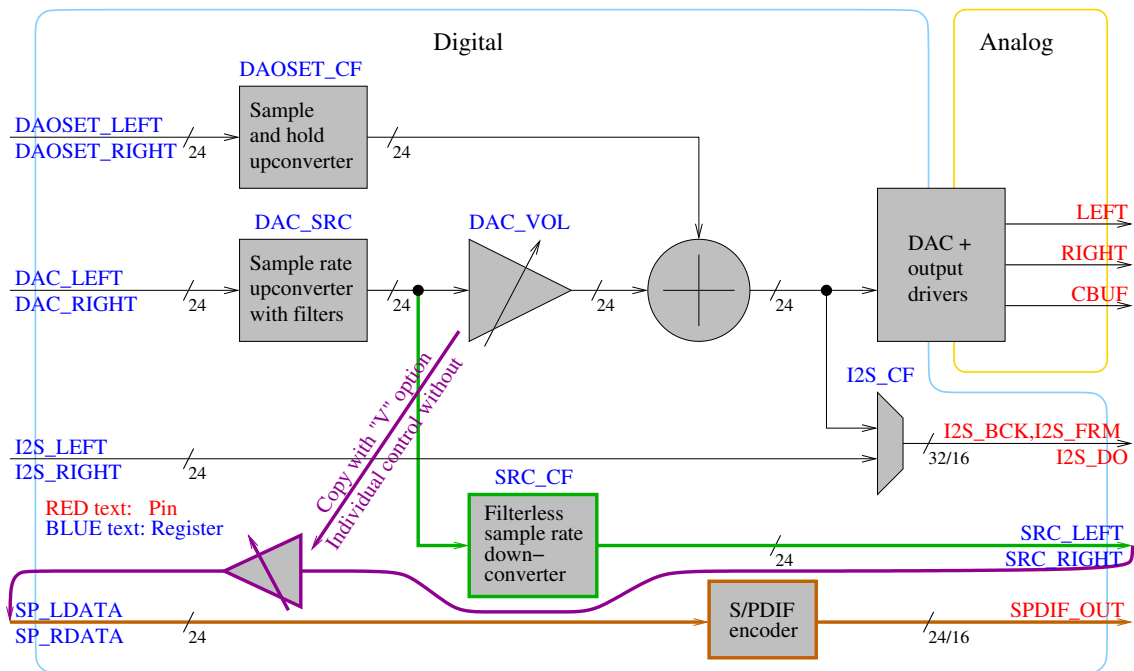 Digital
Analog
DAOSET_CF
Sample
and hold
upconverter
DAOSET_LEFT
DAOSET_RIGHT
24
24
DAC_SRC
DAC_VOL
Sample rate
upconverter
with filters
DAC_LEFT
DAC_RIGHT
24
24
24
24
DAC +
output
drivers
LEFT
RIGHT
CBUF
I2S_CF
Copy with "V" option
Individual control without
I2S_LEFT
I2S_RIGHT
24
I2S_BCK,I2S_FRM
I2S_DO
32/16
RED text: Pin
BLUE text: Register
SRC_CF
Filterless
sample rate
down-
converter
24
SRC_LEFT
SRC_RIGHT
SP_LDATA
SP_RDATA
24
S/PDIF
encoder
24/16
SPDIF_OUT